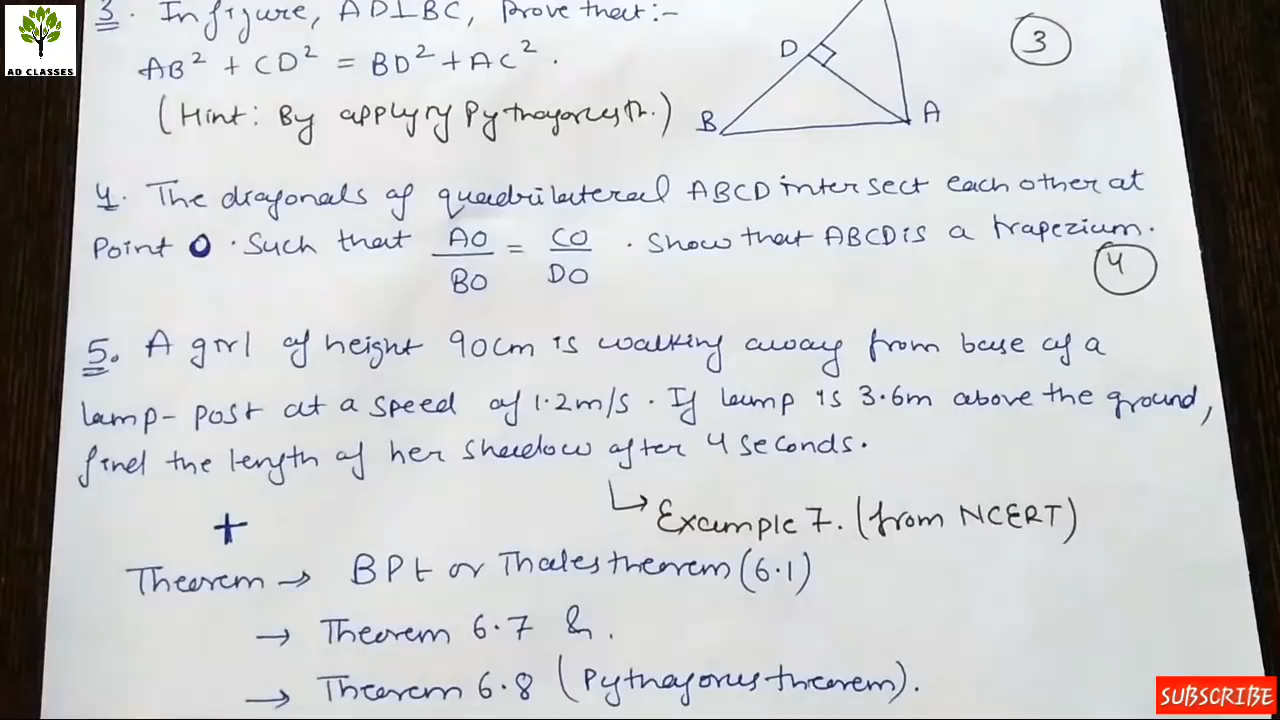 3. In figure, AD⊥BC, Prove that:-
AB² + CD² = BD² + AC².
(Hint: By applyg Pythagores th.)
D
B
A
3
4. The diagonals of quadrilateral ABCD intersect each other at
Point O. Such that AO/BO = CO/DO. Show that ABCD is a trapezium.
4
5. A girl of height 90cm is walking away from base of a
lamp-post at a speed of 1.2m/s. If lamp is 3.6m above the ground,
find the length of her shadow after 4 seconds.
↳ Example 7. (from NCERT)
+
Theorem → BPt or Thales theorem (6.1)
→ Theorem 6.7 &.
→ Theorem 6.8 (Pythagorus theorem).
AD CLASSES
SUBSCRIBE